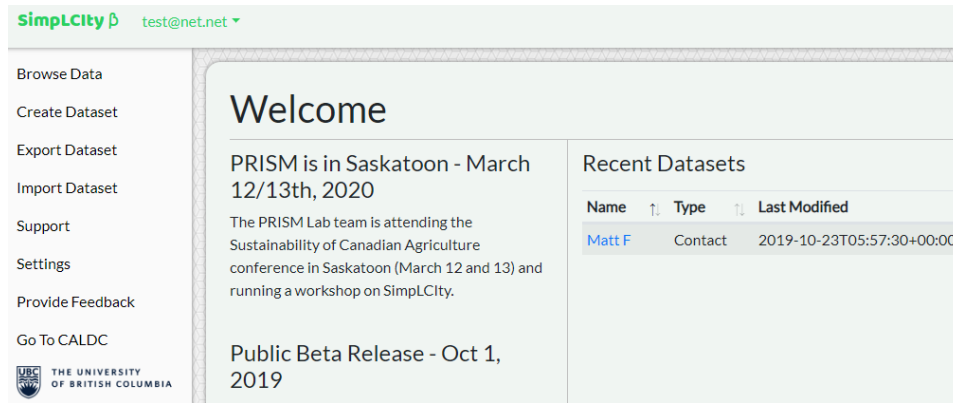 SimpLCIty β test@net.net
Browse Data
Create Dataset
Export Dataset
Import Dataset
Support
Settings
Provide Feedback
Go To CALDC
UBC THE UNIVERSITY
OF BRITISH COLUMBIA
Welcome
PRISM is in Saskatoon - March
12/13th, 2020
The PRISM Lab team is attending the
Sustainability of Canadian Agriculture
conference in Saskatoon (March 12 and 13) and
running a workshop on SimpLCIty.
Public Beta Release - Oct 1,
2019
Recent Datasets
Name ↑↓ Type ↑↓ Last Modified
Matt F Contact 2019-10-23T05:57:30+00:00